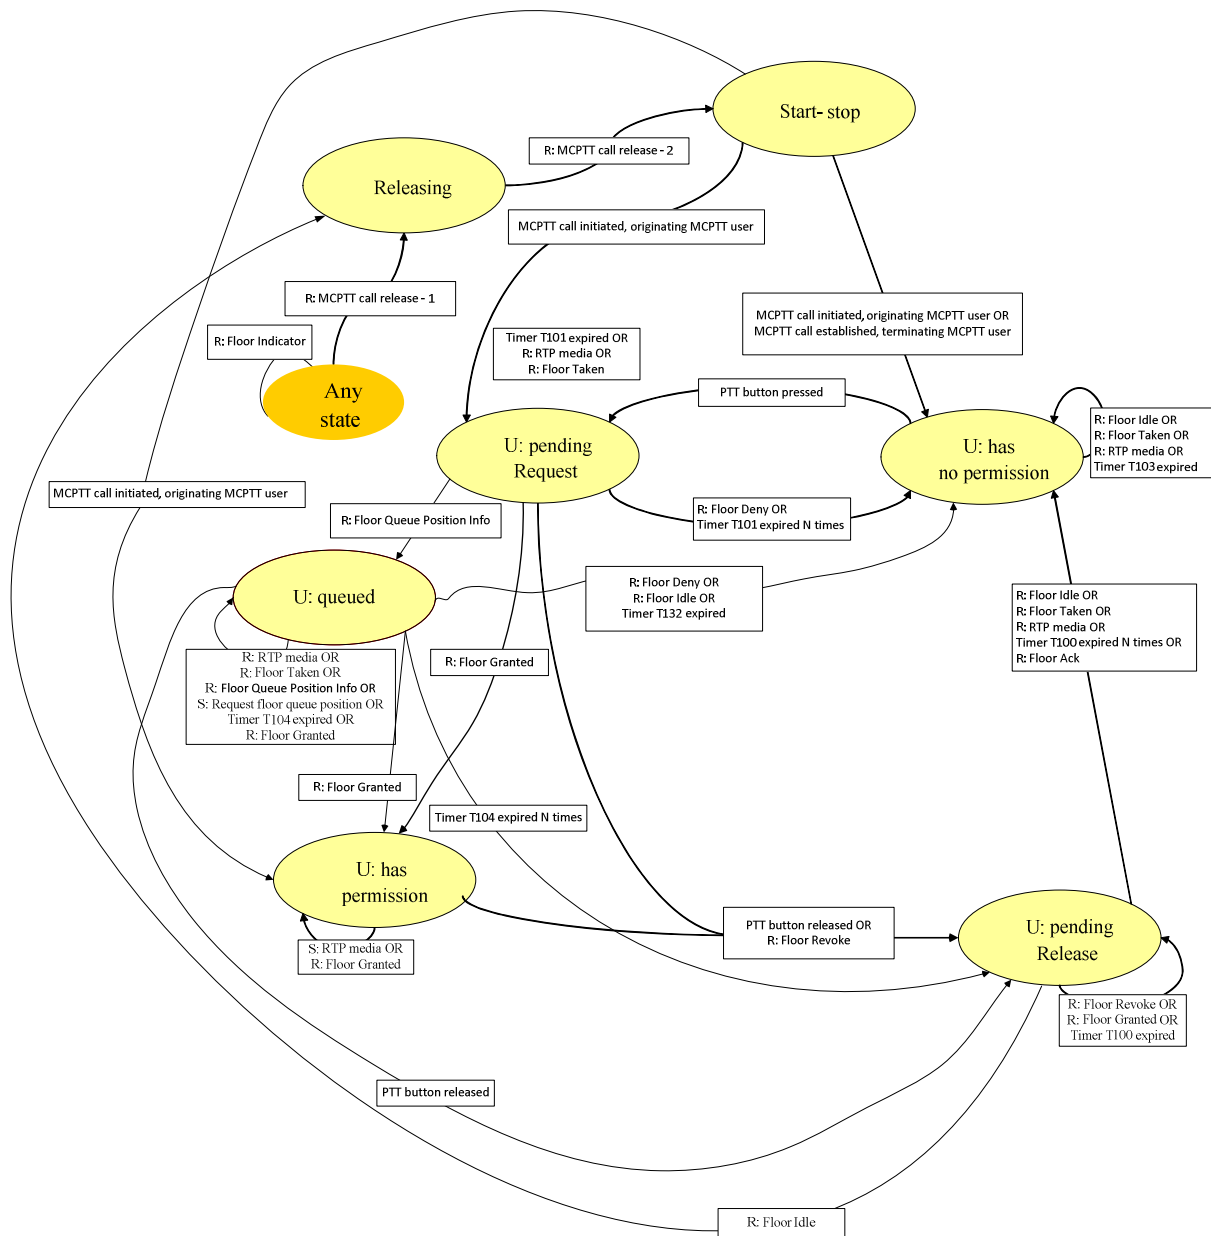 Start- stop
R: MCPTT call release - 2
Releasing
MCPTT call initiated, originating MCPTT user
R: MCPTT call release - 1
MCPTT call initiated, originating MCPTT user OR
MCPTT call established, terminating MCPTT user
R: Floor Indicator
Timer T101 expired OR
R: RTP media OR
R: Floor Taken
Any
state
PTT button pressed
U: pending
Request
U: has
no permission
R: Floor Idle OR
R: Floor Taken OR
R: RTP media OR
Timer T103 expired
MCPTT call initiated, originating MCPTT user
R: Floor Queue Position Info
R: Floor Deny OR
Timer T101 expired N times
U: queued
R: Floor Deny OR
R: Floor Idle OR
Timer T132 expired
R: Floor Idle OR
R: Floor Taken OR
R: RTP media OR
Timer T100 expired N times OR
R: Floor Ack
R: RTP media OR
R: Floor Taken OR
R: Floor Queue Position Info OR
S: Request floor queue position OR
Timer T104 expired OR
R: Floor Granted
R: Floor Granted
R: Floor Granted
Timer T104 expired N times
U: has
permission
PTT button released OR
R: Floor Revoke
U: pending
Release
S: RTP media OR
R: Floor Granted
R: Floor Revoke OR
R: Floor Granted OR
Timer T100 expired
PTT button released
R: Floor Idle